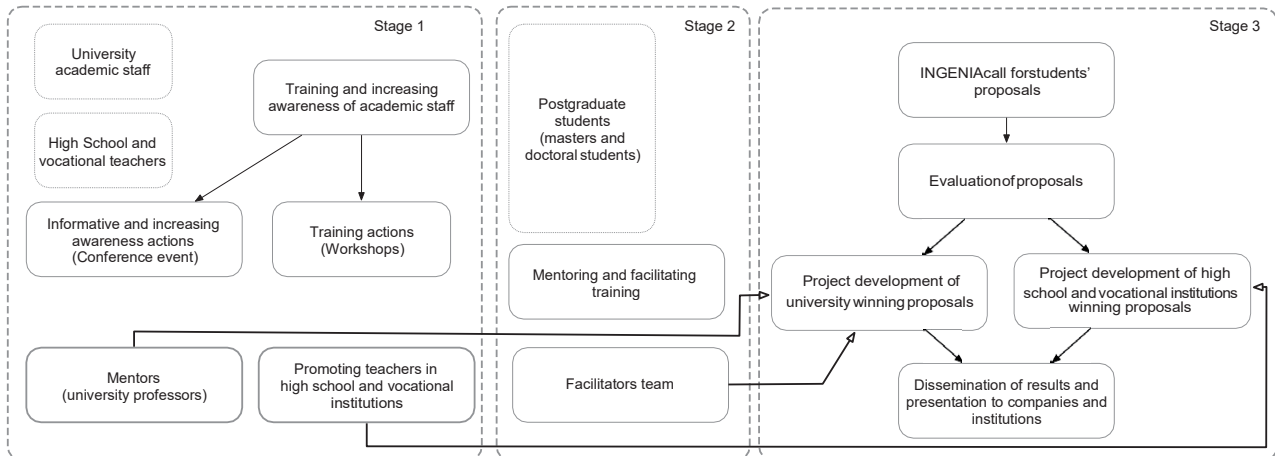 Stage 1
University
academic staff
Training and increasing
awareness of academic staff
High School and
vocational teachers
Informative and increasing
awareness actions
(Conference event)
Training actions
(Workshops)
Mentors
(university professors)
Promoting teachers in
high school and vocational
institutions
Stage 2
Postgraduate
students
(masters and
doctoral students)
Mentoring and facilitating
training
Facilitators team
Stage 3
INGENIAcall forstudents'
proposals
Evaluationofproposals
Project development of
university winning proposals
Project development of high
school and vocational institutions
winning proposals
Dissemination of results and
presentation to companies and
institutions